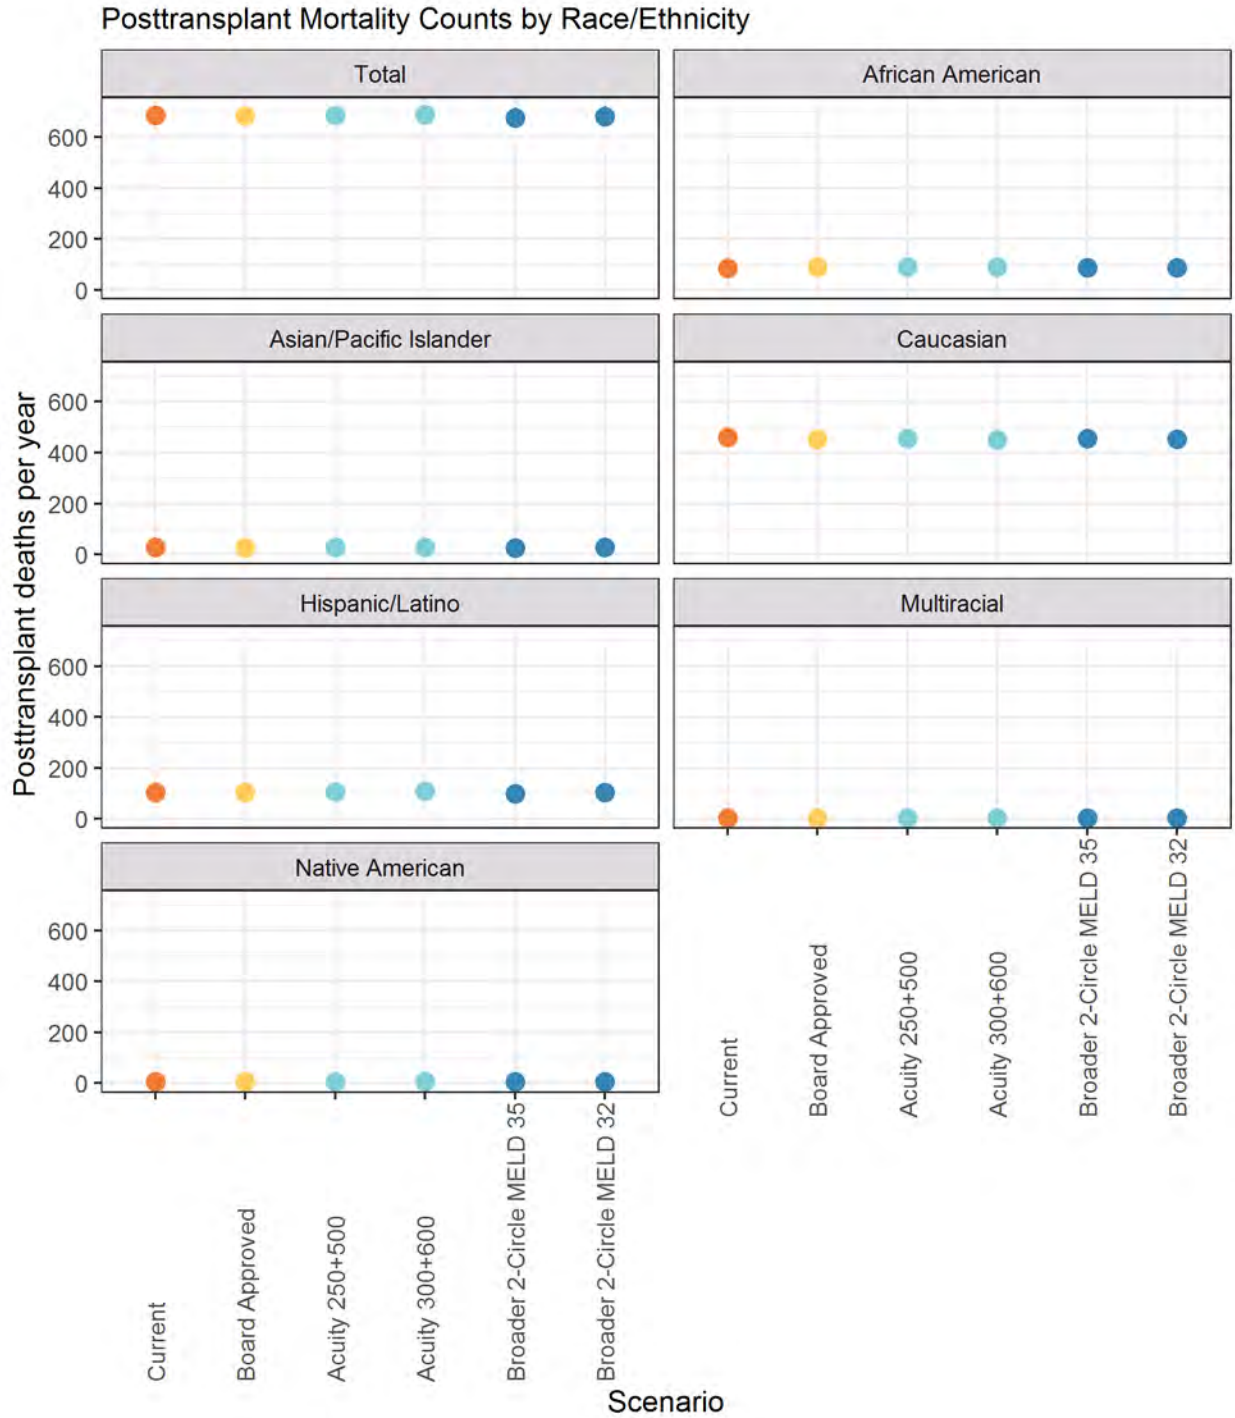 Posttransplant Mortality Counts by Race/Ethnicity
Total
African American
600
400
200
0
Asian/Pacific Islander
Caucasian
600
400
200
0
Hispanic/Latino
Multiracial
600
400
200
0
Native American
600
400
200
0
Posttransplant deaths per year
Current
Board Approved
Acuity 250+500
Acuity 300+600
Broader 2-Circle MELD 35
Broader 2-Circle MELD 32
Current
Board Approved
Acuity 250+500
Acuity 300+600
Broader 2-Circle MELD 35
Broader 2-Circle MELD 32
Scenario